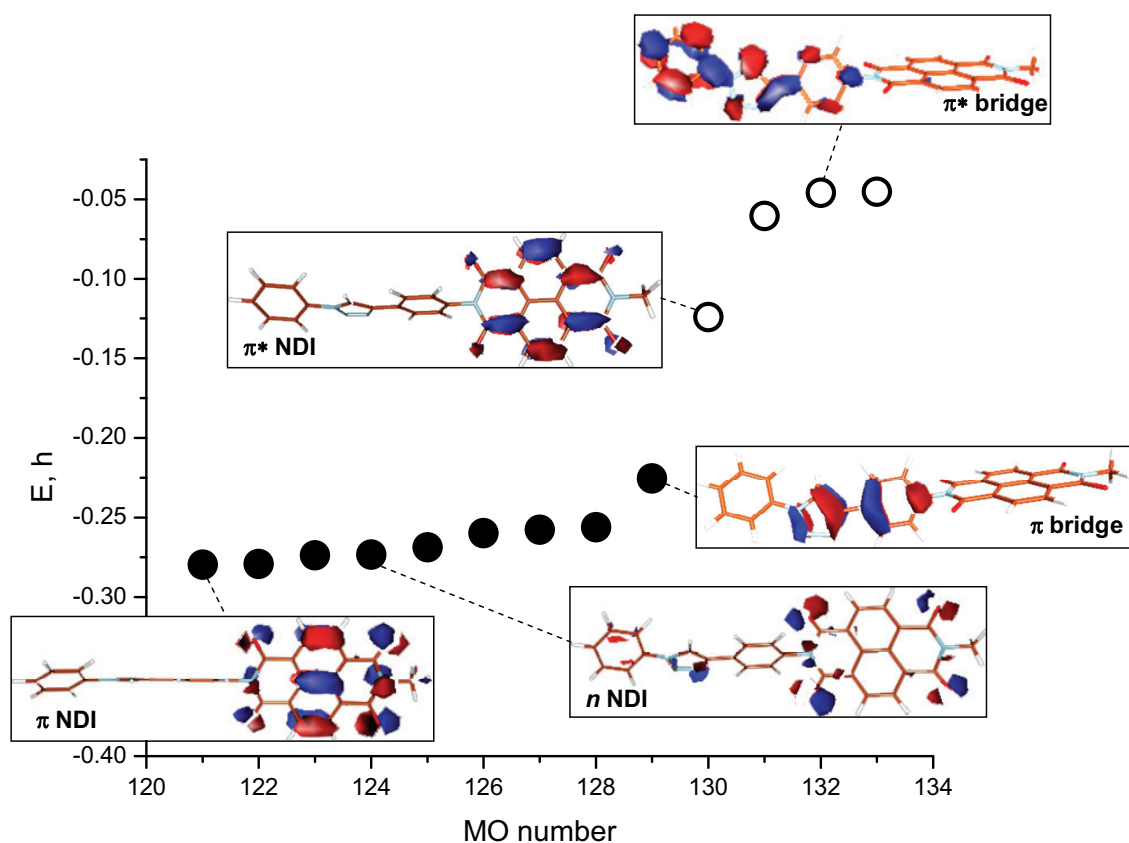 π* bridge
-0.05
-0.10
π* NDI
-0.15
-0.20
E, h
π bridge
-0.25
-0.30
π NDI
n NDI
-0.40
120
122
124
126
128
130
132
134
MO number